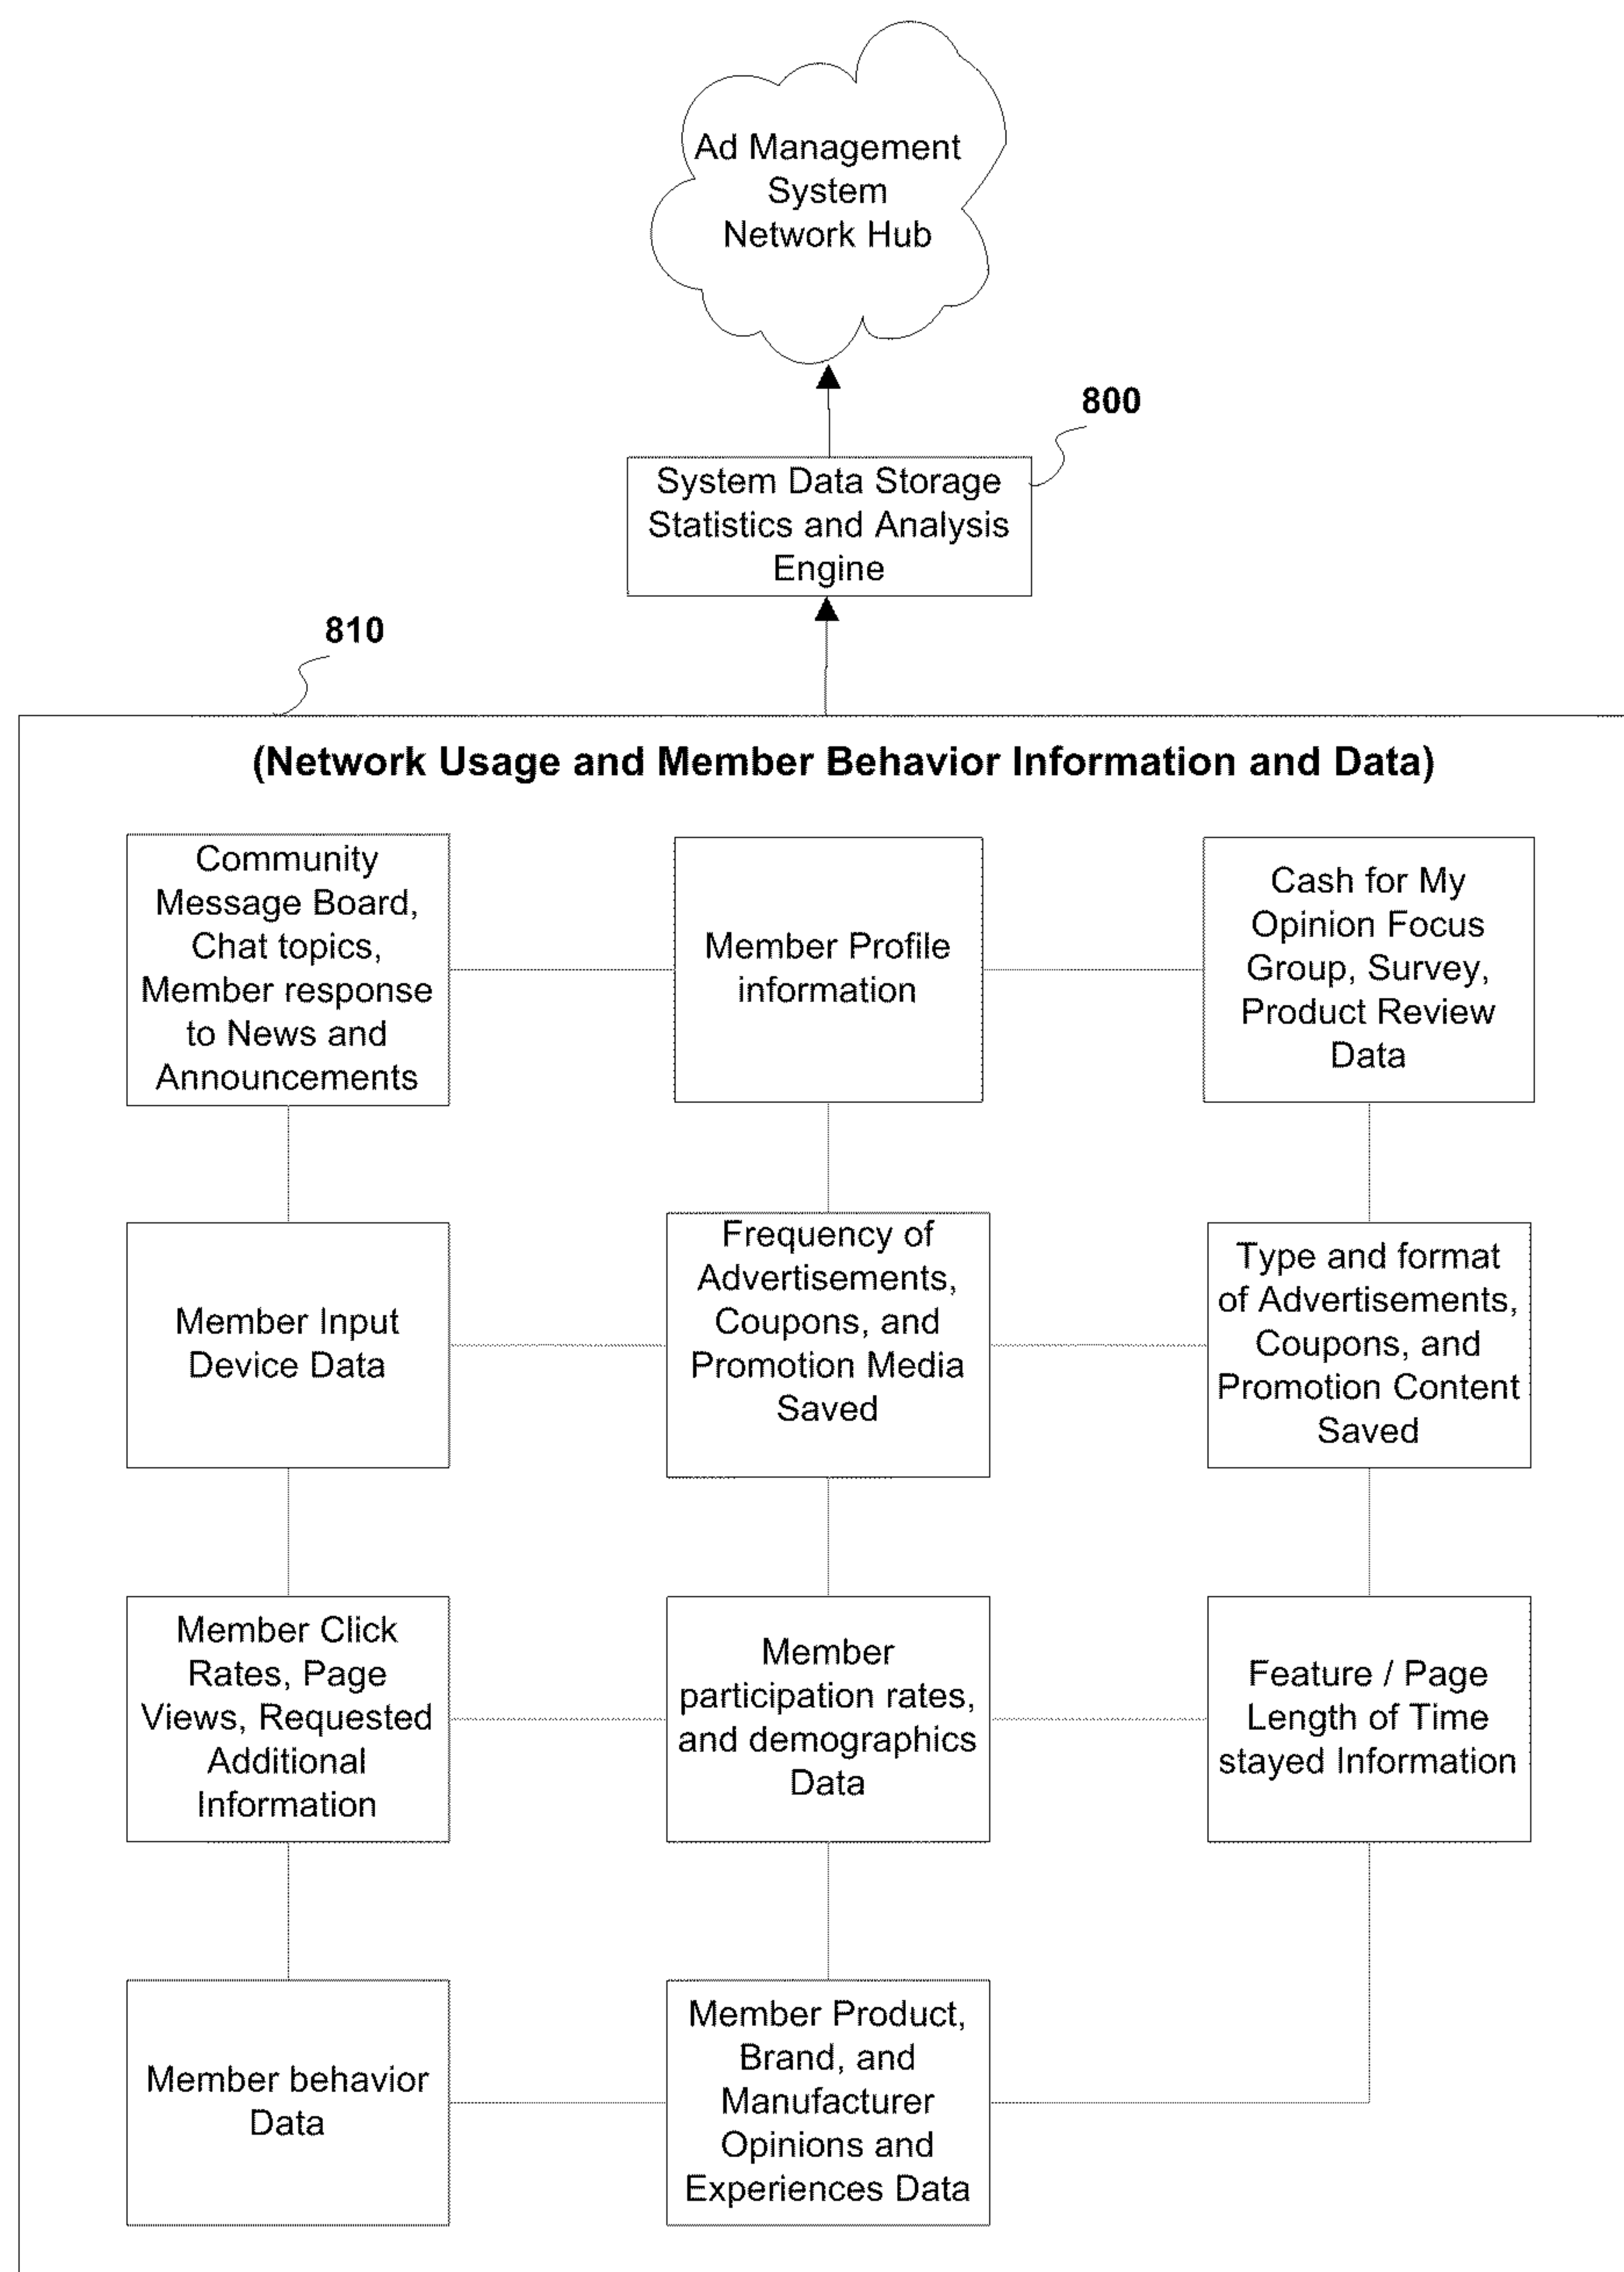 Ad Management
System
Network Hub
800
System Data Storage
Statistics and Analysis
Engine
810
(Network Usage and Member Behavior Information and Data)
Community
Message Board,
Chat topics,
Member response
to News and
Announcements
Member Profile
information
Cash for My
Opinion Focus
Group, Survey,
Product Review
Data
Member Input
Device Data
Frequency of
Advertisements,
Coupons, and
Promotion Media
Saved
Type and format
of Advertisements,
Coupons, and
Promotion Content
Saved
Member Click
Rates, Page
Views, Requested
Additional
Information
Member
participation rates,
and demographics
Data
Feature / Page
Length of Time
stayed Information
Member behavior
Data
Member Product,
Brand, and
Manufacturer
Opinions and
Experiences Data